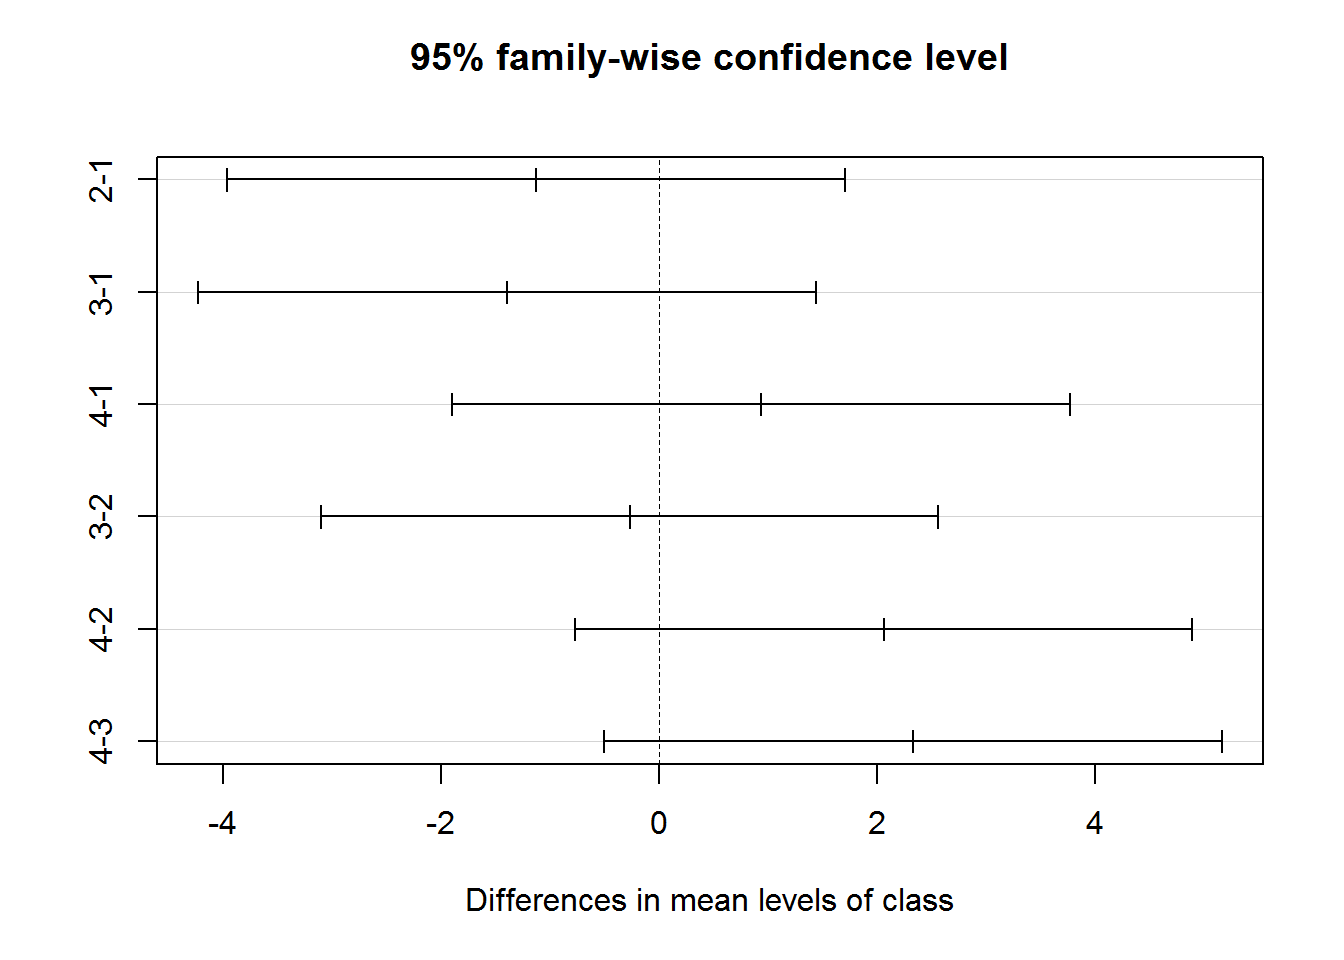 95% family-wise confidence level
2-1
3-1
4-1
3-2
4-2
4-3
-4 -2 0 2 4
Differences in mean levels of class